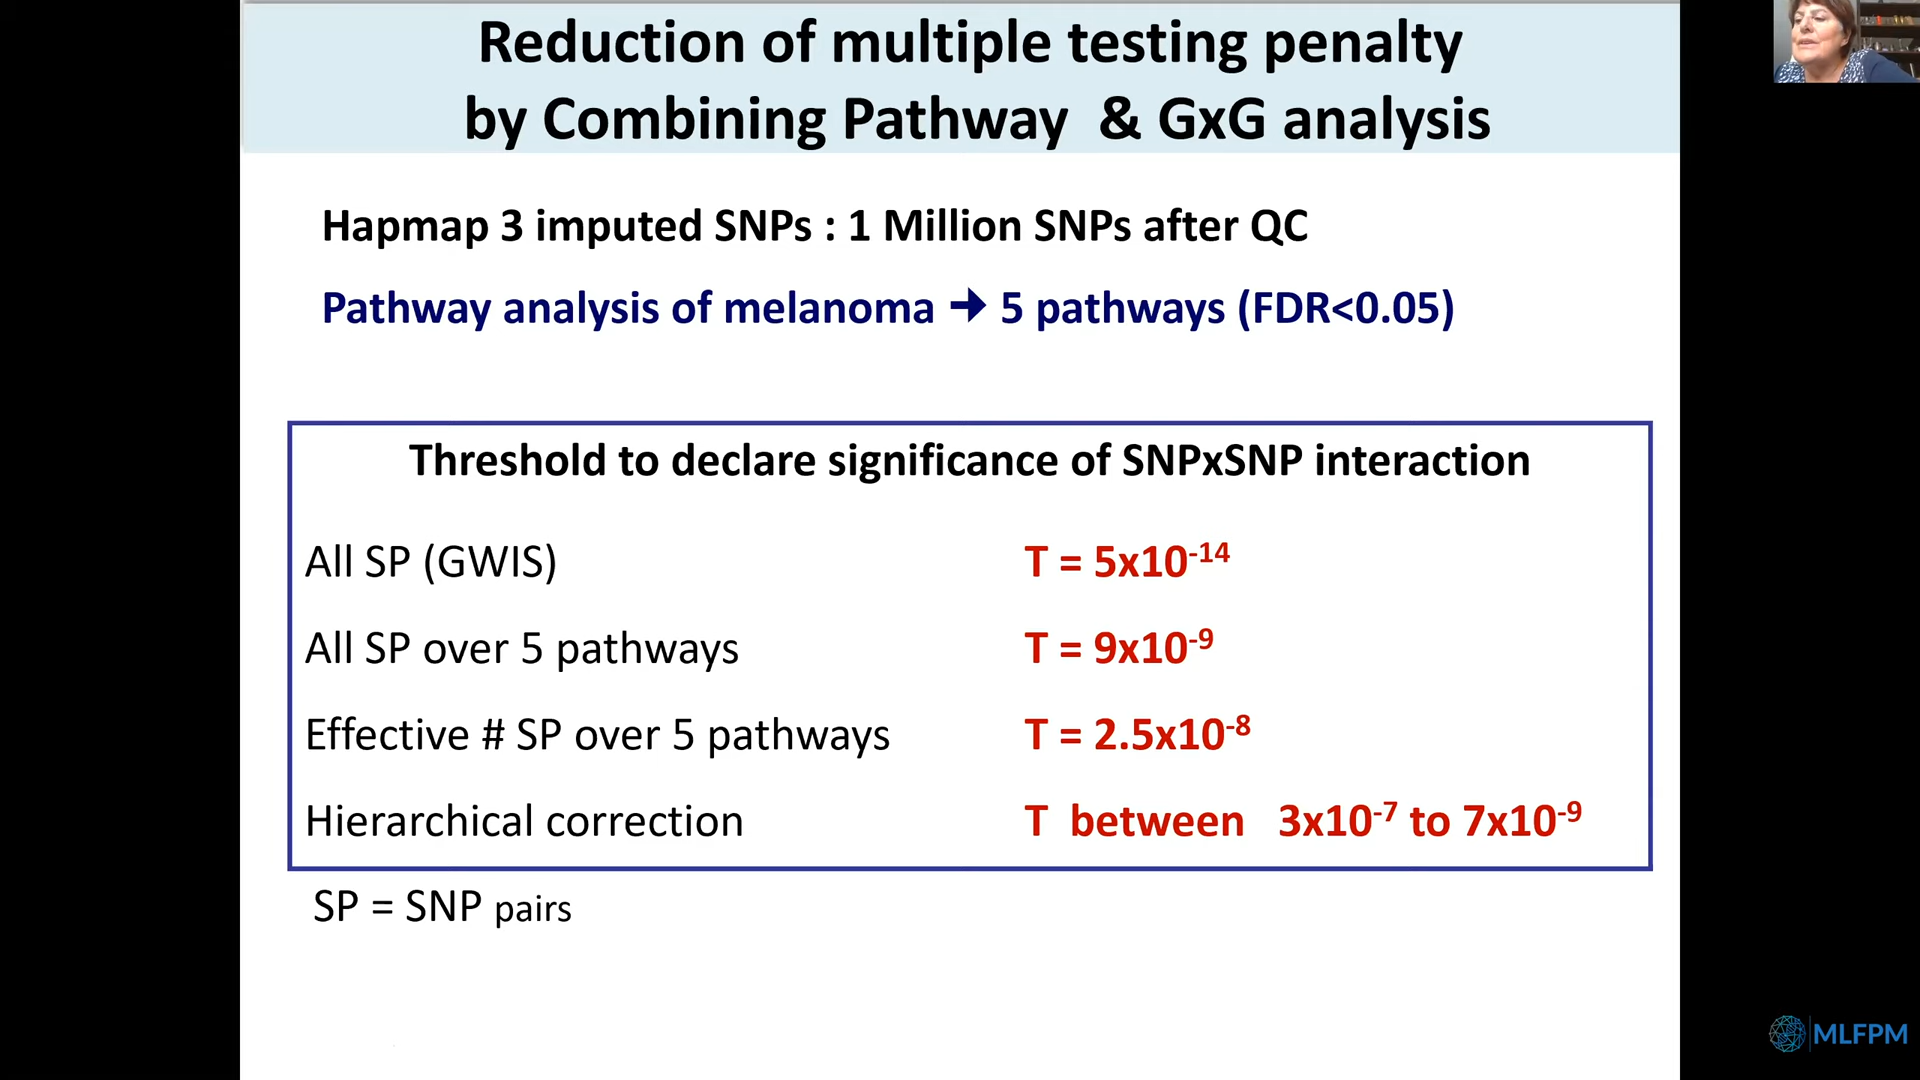 Reduction of multiple testing penalty
by Combining Pathway & GxG analysis
Hapmap 3 imputed SNPs : 1 Million SNPs after QC
Pathway analysis of melanoma → 5 pathways (FDR<0.05)
Threshold to declare significance of SNPxSNP interaction
All SP (GWIS) T = 5x10⁻¹⁴
All SP over 5 pathways T = 9x10⁻⁹
Effective # SP over 5 pathways T = 2.5x10⁻⁸
Hierarchical correction T between 3x10⁻⁷ to 7x10⁻⁹
SP = SNP pairs
MLFPM